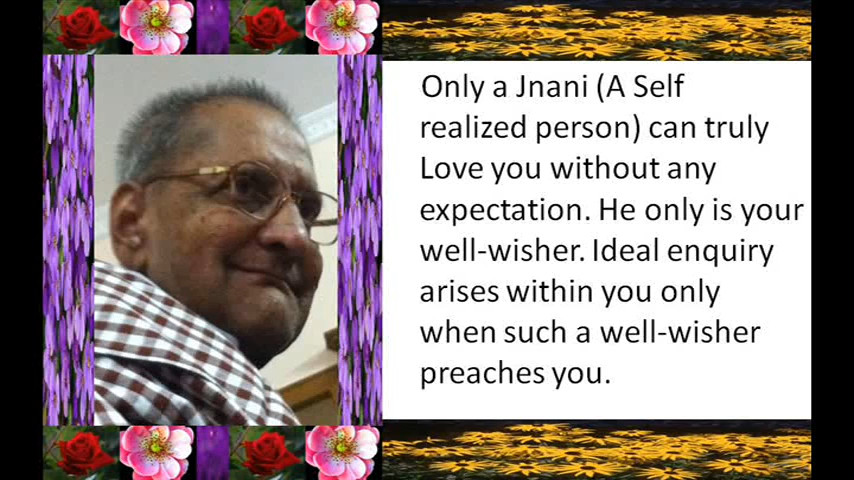 Only a Jnani (A Self
realized person) can truly
Love you without any
expectation. He only is your
well-wisher. Ideal enquiry
arises within you only
when such a well-wisher
preaches you.